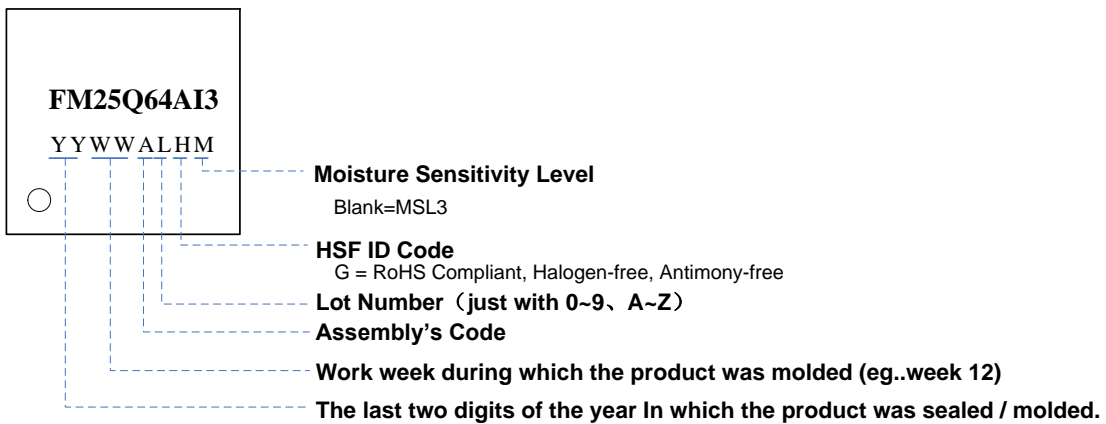 FM25Q64AI3
YYWWALHM
Moisture Sensitivity Level
Blank=MSL3
HSF ID Code
G = RoHS Compliant, Halogen-free, Antimony-free
Lot Number（just with 0~9、A~Z）
Assembly's Code
Work week during which the product was molded (eg..week 12)
The last two digits of the year In which the product was sealed / molded.